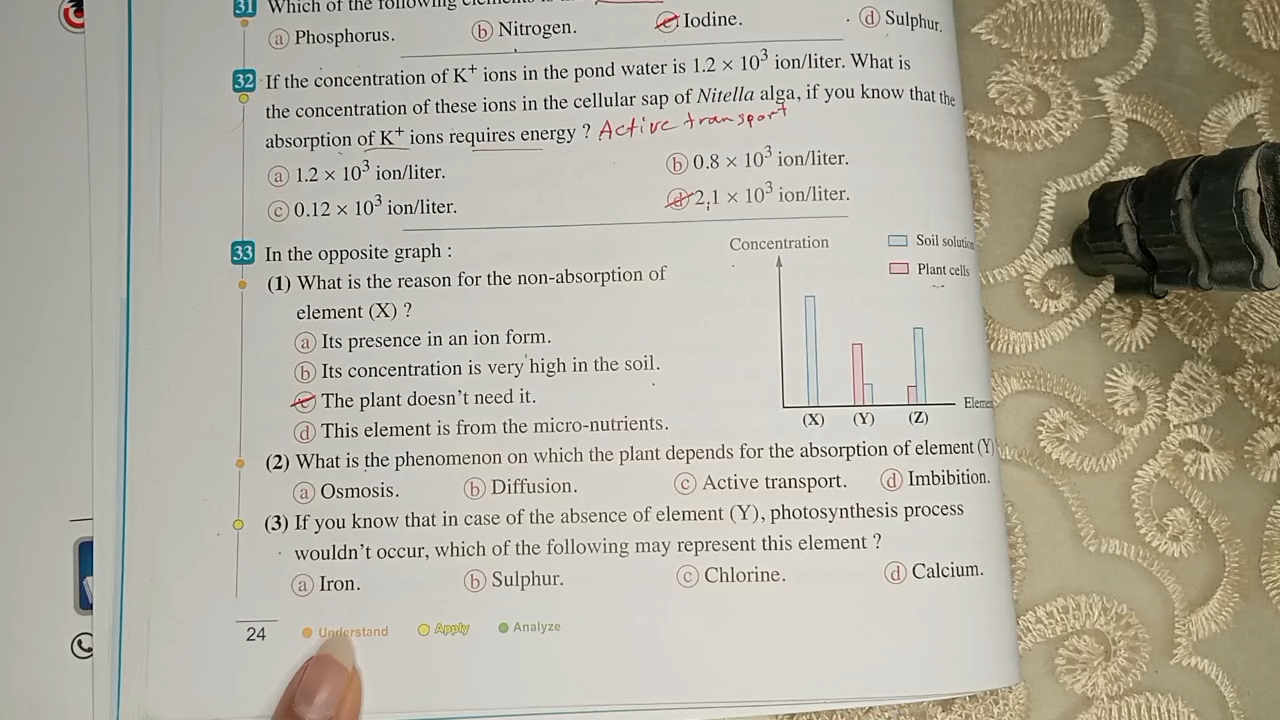 31 Which of the following elements is
a Phosphorus. b Nitrogen. c Iodine. d Sulphur.
32 If the concentration of K⁺ ions in the pond water is 1.2 × 10³ ion/liter. What is
the concentration of these ions in the cellular sap of Nitella alga, if you know that the
absorption of K⁺ ions requires energy ? Active transport
a 1.2 × 10³ ion/liter. b 0.8 × 10³ ion/liter.
c 0.12 × 10³ ion/liter. d 2.1 × 10³ ion/liter.
33 In the opposite graph :
(1) What is the reason for the non-absorption of
element (X) ?
a Its presence in an ion form.
b Its concentration is very high in the soil.
c The plant doesn't need it.
d This element is from the micro-nutrients.
Concentration
Soil solution
Plant cells
(X) (Y) (Z)
(2) What is the phenomenon on which the plant depends for the absorption of element (Y)
a Osmosis. b Diffusion. c Active transport. d Imbibition.
(3) If you know that in case of the absence of element (Y), photosynthesis process
wouldn't occur, which of the following may represent this element ?
a Iron. b Sulphur. c Chlorine. d Calcium.
24 Understand Apply Analyze